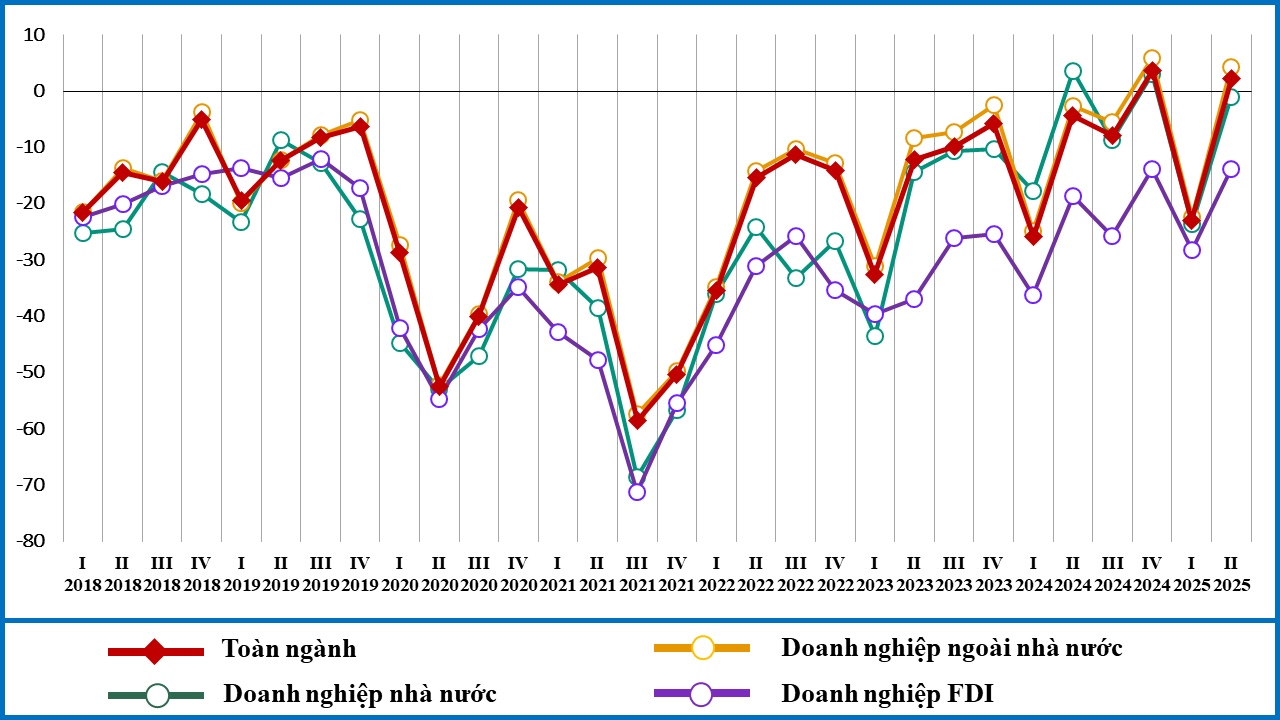 10
0
-10
-20
-30
-40
-50
-60
-70
-80
I II III IV I II III IV I II III IV I II III IV I II III IV I II III IV I II III IV I II
2018 2018 2018 2018 2019 2019 2019 2019 2020 2020 2020 2020 2021 2021 2021 2021 2022 2022 2022 2022 2023 2023 2023 2023 2024 2024 2024 2024 2025 2025
Toàn ngành Doanh nghiệp ngoài nhà nước
Doanh nghiệp nhà nước Doanh nghiệp FDI